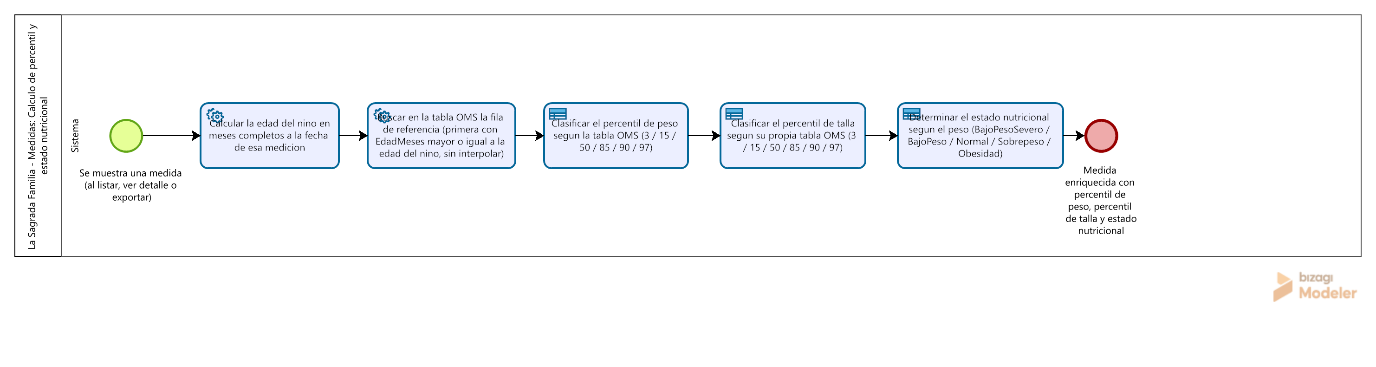 La Sagrada Familia - Medidas: Calculo de percentil y
estado nutricional
Sistema
Se muestra una medida
(al listar, ver detalle o
exportar)
Calcular la edad del nino en
meses completos a la fecha
de esa medicion
Buscar en la tabla OMS la fila
de referencia (primera con
EdadMeses mayor o igual a la
edad del nino, sin interpolar)
Clasificar el percentil de peso
segun la tabla OMS (3 / 15 /
50 / 85 / 90 / 97)
Clasificar el percentil de talla
segun su propia tabla OMS (3
/ 15 / 50 / 85 / 90 / 97)
Determinar el estado nutricional
segun el peso (BajoPesoSevero /
BajoPeso / Normal / Sobrepeso /
Obesidad)
Medida
enriquecida con
percentil de
peso, percentil
de talla y estado
nutricional
bizagi
Modeler